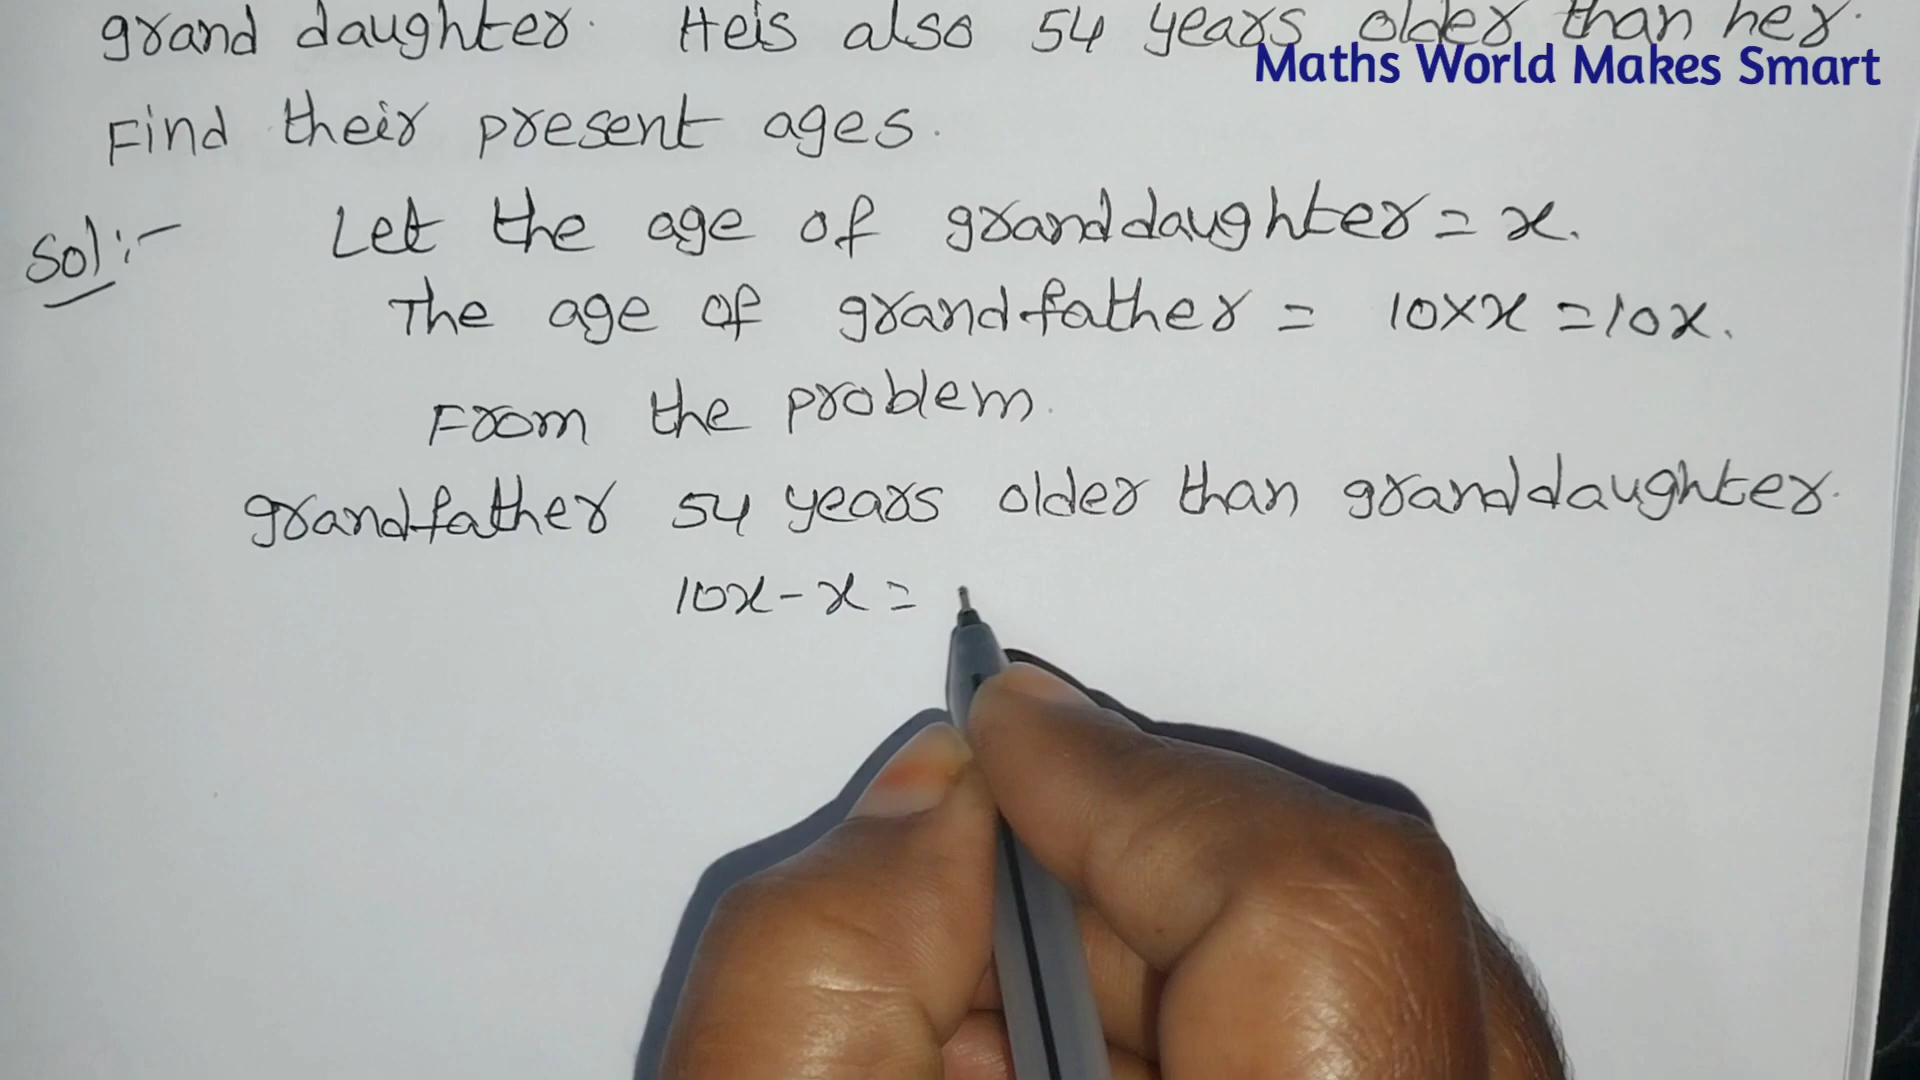 grand daughter. He is also 54 years older than her.
Maths World Makes Smart
Find their present ages.
Sol:- Let the age of granddaughter = x.
The age of grandfather = 10×x = 10x.
From the problem.
grandfather 54 years older than granddaughter.
10x - x =